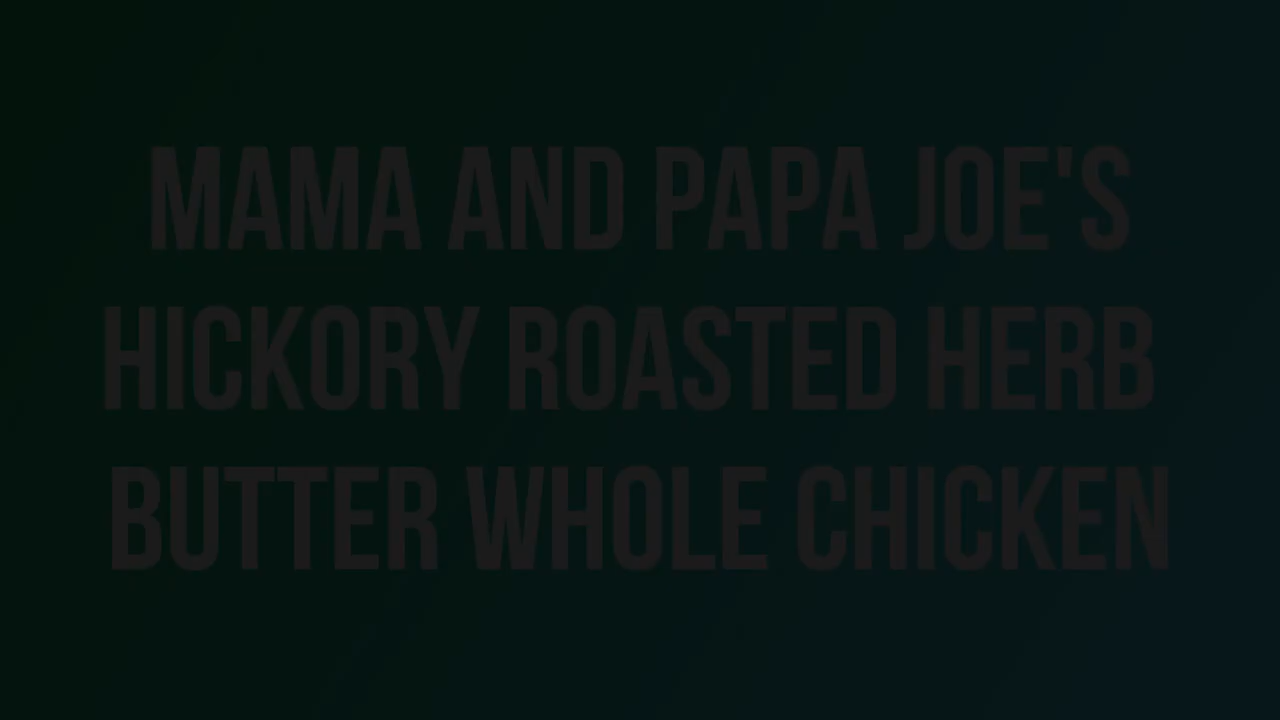 MAMA AND PAPA JOE'S
HICKORY ROASTED HERB
BUTTER WHOLE CHICKEN